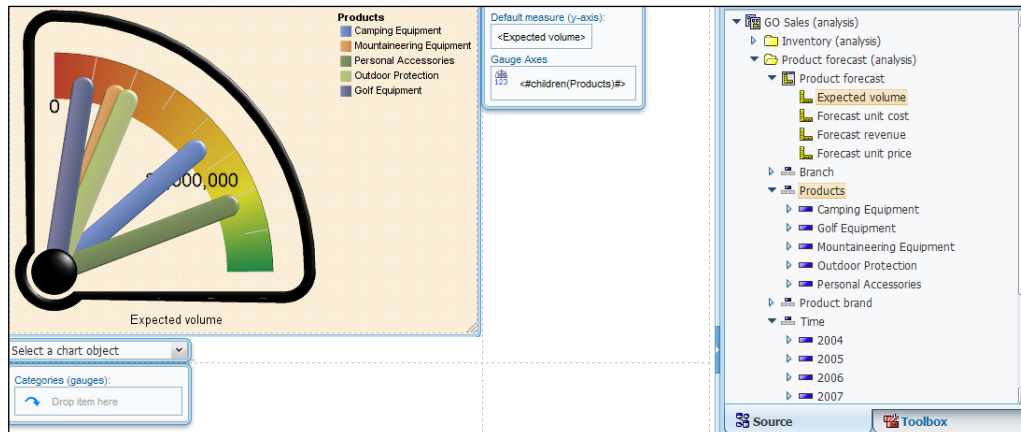 Products
Camping Equipment
Mountaineering Equipment
Personal Accessories
Outdoor Protection
Golf Equipment
0
000,000
Expected volume
Select a chart object
Categories (gauges):
Drop item here
Default measure (y-axis):
<Expected volume>
Gauge Axes
123
<#children(Products)#>
GO Sales (analysis)
Inventory (analysis)
Product forecast (analysis)
Product forecast
Expected volume
Forecast unit cost
Forecast revenue
Forecast unit price
Branch
Products
Camping Equipment
Golf Equipment
Mountaineering Equipment
Outdoor Protection
Personal Accessories
Product brand
Time
2004
2005
2006
2007
Source
Toolbox